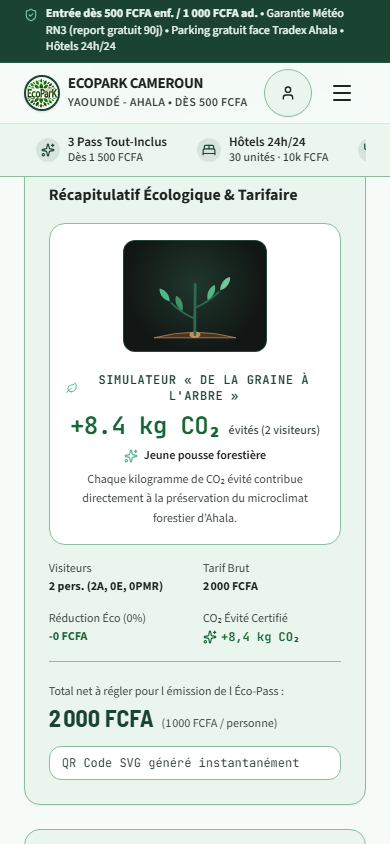 Entrée dès 500 FCFA enf. / 1 000 FCFA ad. • Garantie Météo
RN3 (report gratuit 90j) • Parking gratuit face Tradex Ahala •
Hôtels 24h/24
EcoParK
ECOPARK CAMEROUN
YAOUNDÉ - AHALA • DÈS 500 FCFA
3 Pass Tout-Inclus
Dès 1 500 FCFA
Hôtels 24h/24
30 unités · 10k FCFA
Récapitulatif Écologique & Tarifaire
SIMULATEUR « DE LA GRAINE À
L'ARBRE »
+8.4 kg CO₂ évités (2 visiteurs)
Jeune pousse forestière
Chaque kilogramme de CO₂ évité contribue
directement à la préservation du microclimat
forestier d'Ahala.
Visiteurs
2 pers. (2A, 0E, 0PMR)
Tarif Brut
2 000 FCFA
Réduction Éco (0%)
-0 FCFA
CO₂ Évité Certifié
+8,4 kg CO₂
Total net à régler pour l émission de l Éco-Pass :
2 000 FCFA (1 000 FCFA / personne)
QR Code SVG généré instantanément